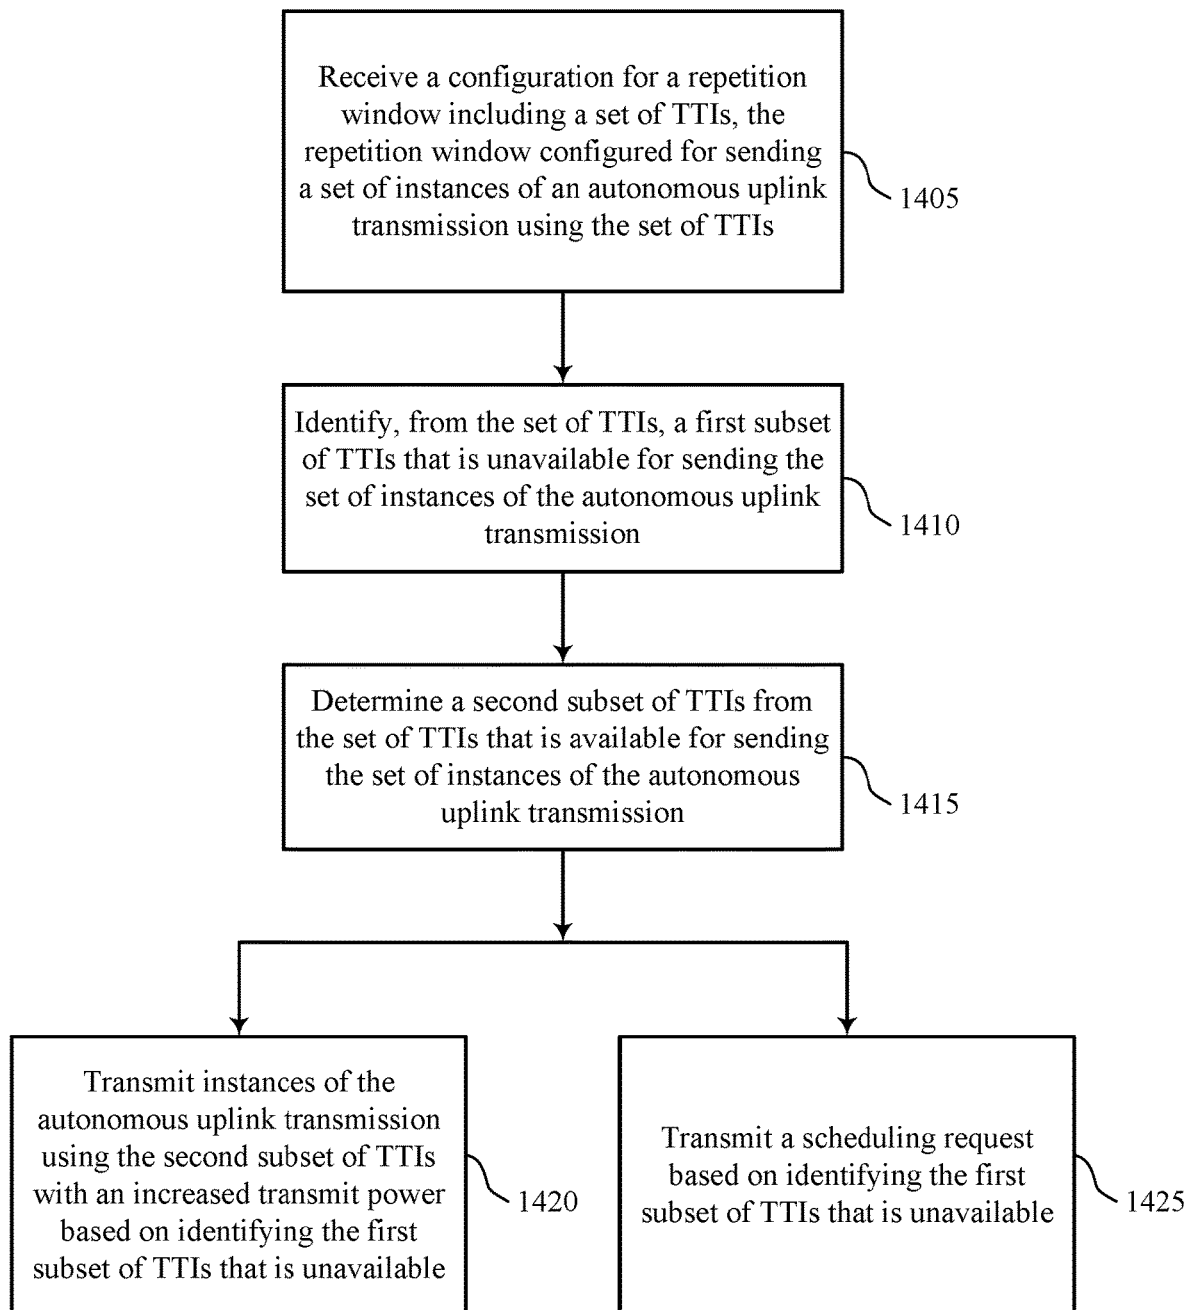 Receive a configuration for a repetition
window including a set of TTIs, the
repetition window configured for sending
a set of instances of an autonomous uplink
transmission using the set of TTIs
1405
Identify, from the set of TTIs, a first subset
of TTIs that is unavailable for sending the
set of instances of the autonomous uplink
transmission
1410
Determine a second subset of TTIs from
the set of TTIs that is available for sending
the set of instances of the autonomous
uplink transmission
1415
Transmit instances of the
autonomous uplink transmission
using the second subset of TTIs
with an increased transmit power
based on identifying the first
subset of TTIs that is unavailable
1420
Transmit a scheduling request
based on identifying the first
subset of TTIs that is unavailable
1425